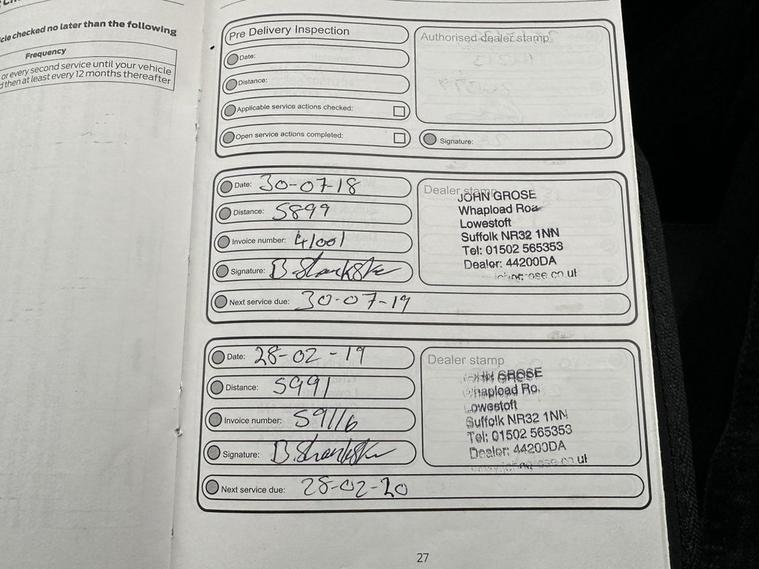 cle checked no later than the following
Frequency
or every second service until your vehicle
d then at least every 12 months thereafter
Pre Delivery Inspection
Date:
Distance:
Applicable service actions checked:
Open service actions completed:
Authorised dealer stamp
Signature:
Date: 30-07-18
Distance: 5899
Invoice number: 41001
Signature:
Next service due: 30-07-19
Dealer stamp
JOHN GROSE
Whapload Roa
Lowestoft
Suffolk NR32 1NN
Tel: 01502 565353
Dealer: 44200DA
Date: 28-02-19
Distance: 5991
Invoice number: 59116
Signature:
Next service due: 28-02-20
Dealer stamp
JOHN GROSE
Whapload Ro
Lowestoft
Suffolk NR32 1NN
Tel: 01502 565353
Dealer: 44200DA
27